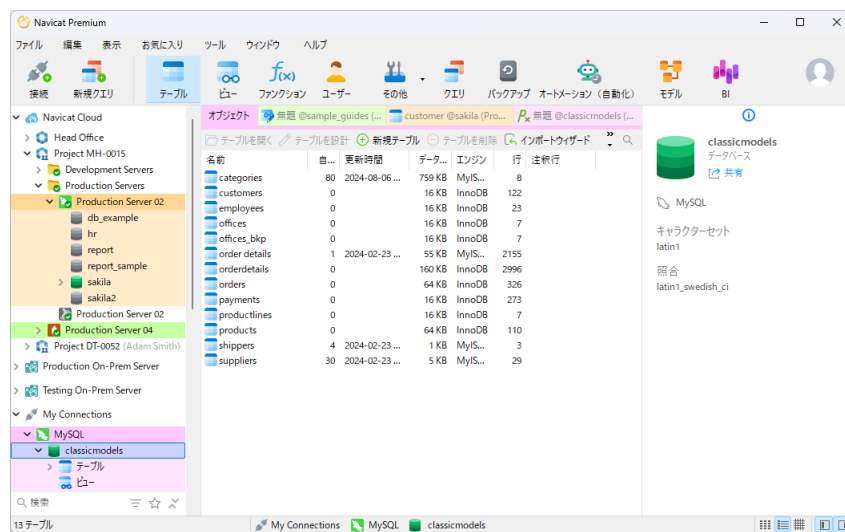 Navicat Premium
ファイル 編集 表示 お気に入り ツール ウィンドウ ヘルプ
接続 新規クエリ テーブル ビュー ファンクション ユーザー その他 クエリ バックアップ オートメーション（自動化） モデル BI
Navicat Cloud
Head Office
Project MH-0015
Development Servers
Production Servers
Production Server 02
db_example
hr
report
report_sample
sakila
sakila2
Production Server 02
Production Server 04
Project DT-0052 (Adam Smith)
Production On-Prem Server
Testing On-Prem Server
My Connections
MySQL
classicmodels
テーブル
ビュー
検索
オブジェクト 無題 @sample_guides (... customer @sakila (Pro... 無題 @classicmodels (...
テーブルを開く テーブルを設計 新規テーブル テーブルを削除 インポートウィザード
名前 自... 更新時間 データ... エンジン 行 注釈行
categories 80 2024-08-06 ... 759 KB MyIS... 8
customers 0 16 KB InnoDB 122
employees 0 16 KB InnoDB 23
offices 0 16 KB InnoDB 7
offices_bkp 0 16 KB InnoDB 7
order details 1 2024-02-23 ... 55 KB MyIS... 2155
orderdetails 0 160 KB InnoDB 2996
orders 0 64 KB InnoDB 326
payments 0 16 KB InnoDB 273
productlines 0 16 KB InnoDB 7
products 0 64 KB InnoDB 110
shippers 4 2024-02-23 ... 1 KB MyIS... 3
suppliers 30 2024-02-23 ... 5 KB MyIS... 29
classicmodels
データベース
共有
MySQL
キャラクターセット
latin1
照合
latin1_swedish_ci
13 テーブル My Connections MySQL classicmodels